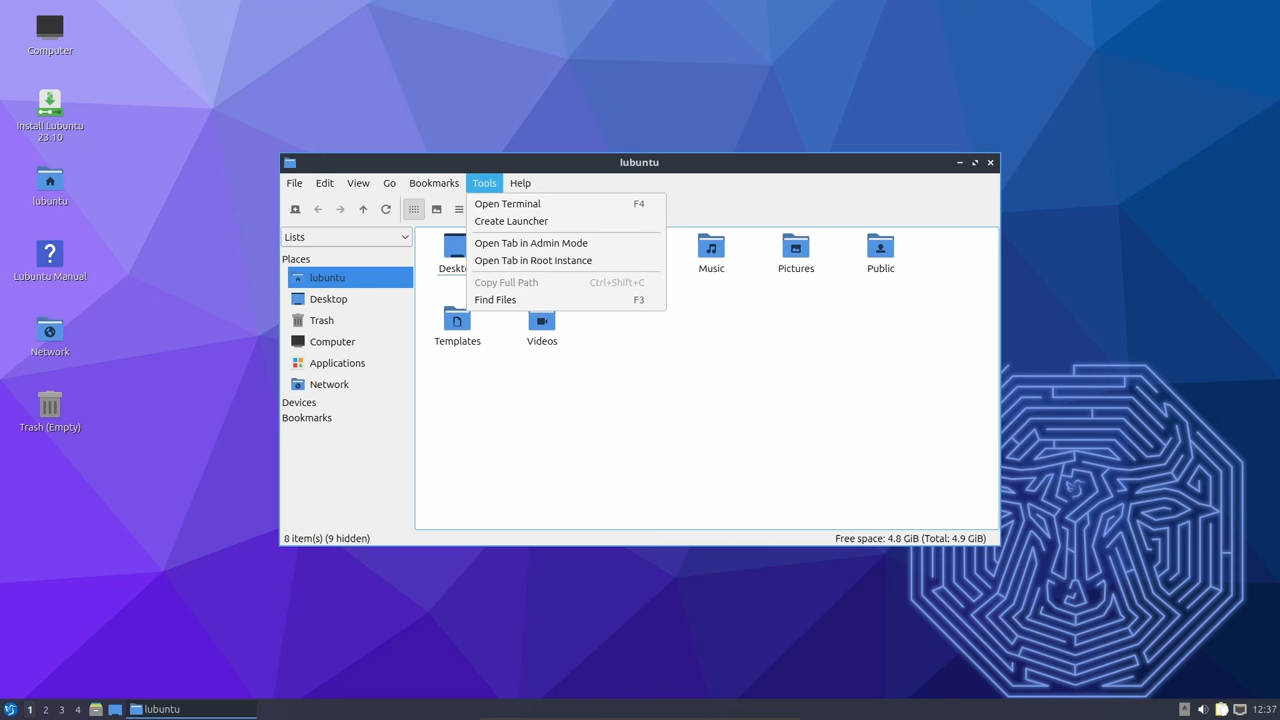 Computer
Install Lubuntu
23.10
lubuntu
Lubuntu Manual
Network
Trash (Empty)
lubuntu
File Edit View Go Bookmarks Tools Help
Open Terminal F4
Create Launcher
Open Tab in Admin Mode
Open Tab in Root Instance
Copy Full Path Ctrl+Shift+C
Find Files F3
Lists
Places
lubuntu
Desktop
Trash
Computer
Applications
Network
Devices
Bookmarks
Music Pictures Public
Templates Videos
8 item(s) (9 hidden) Free space: 4.8 GiB (Total: 4.9 GiB)
1 2 3 4 lubuntu 12:37